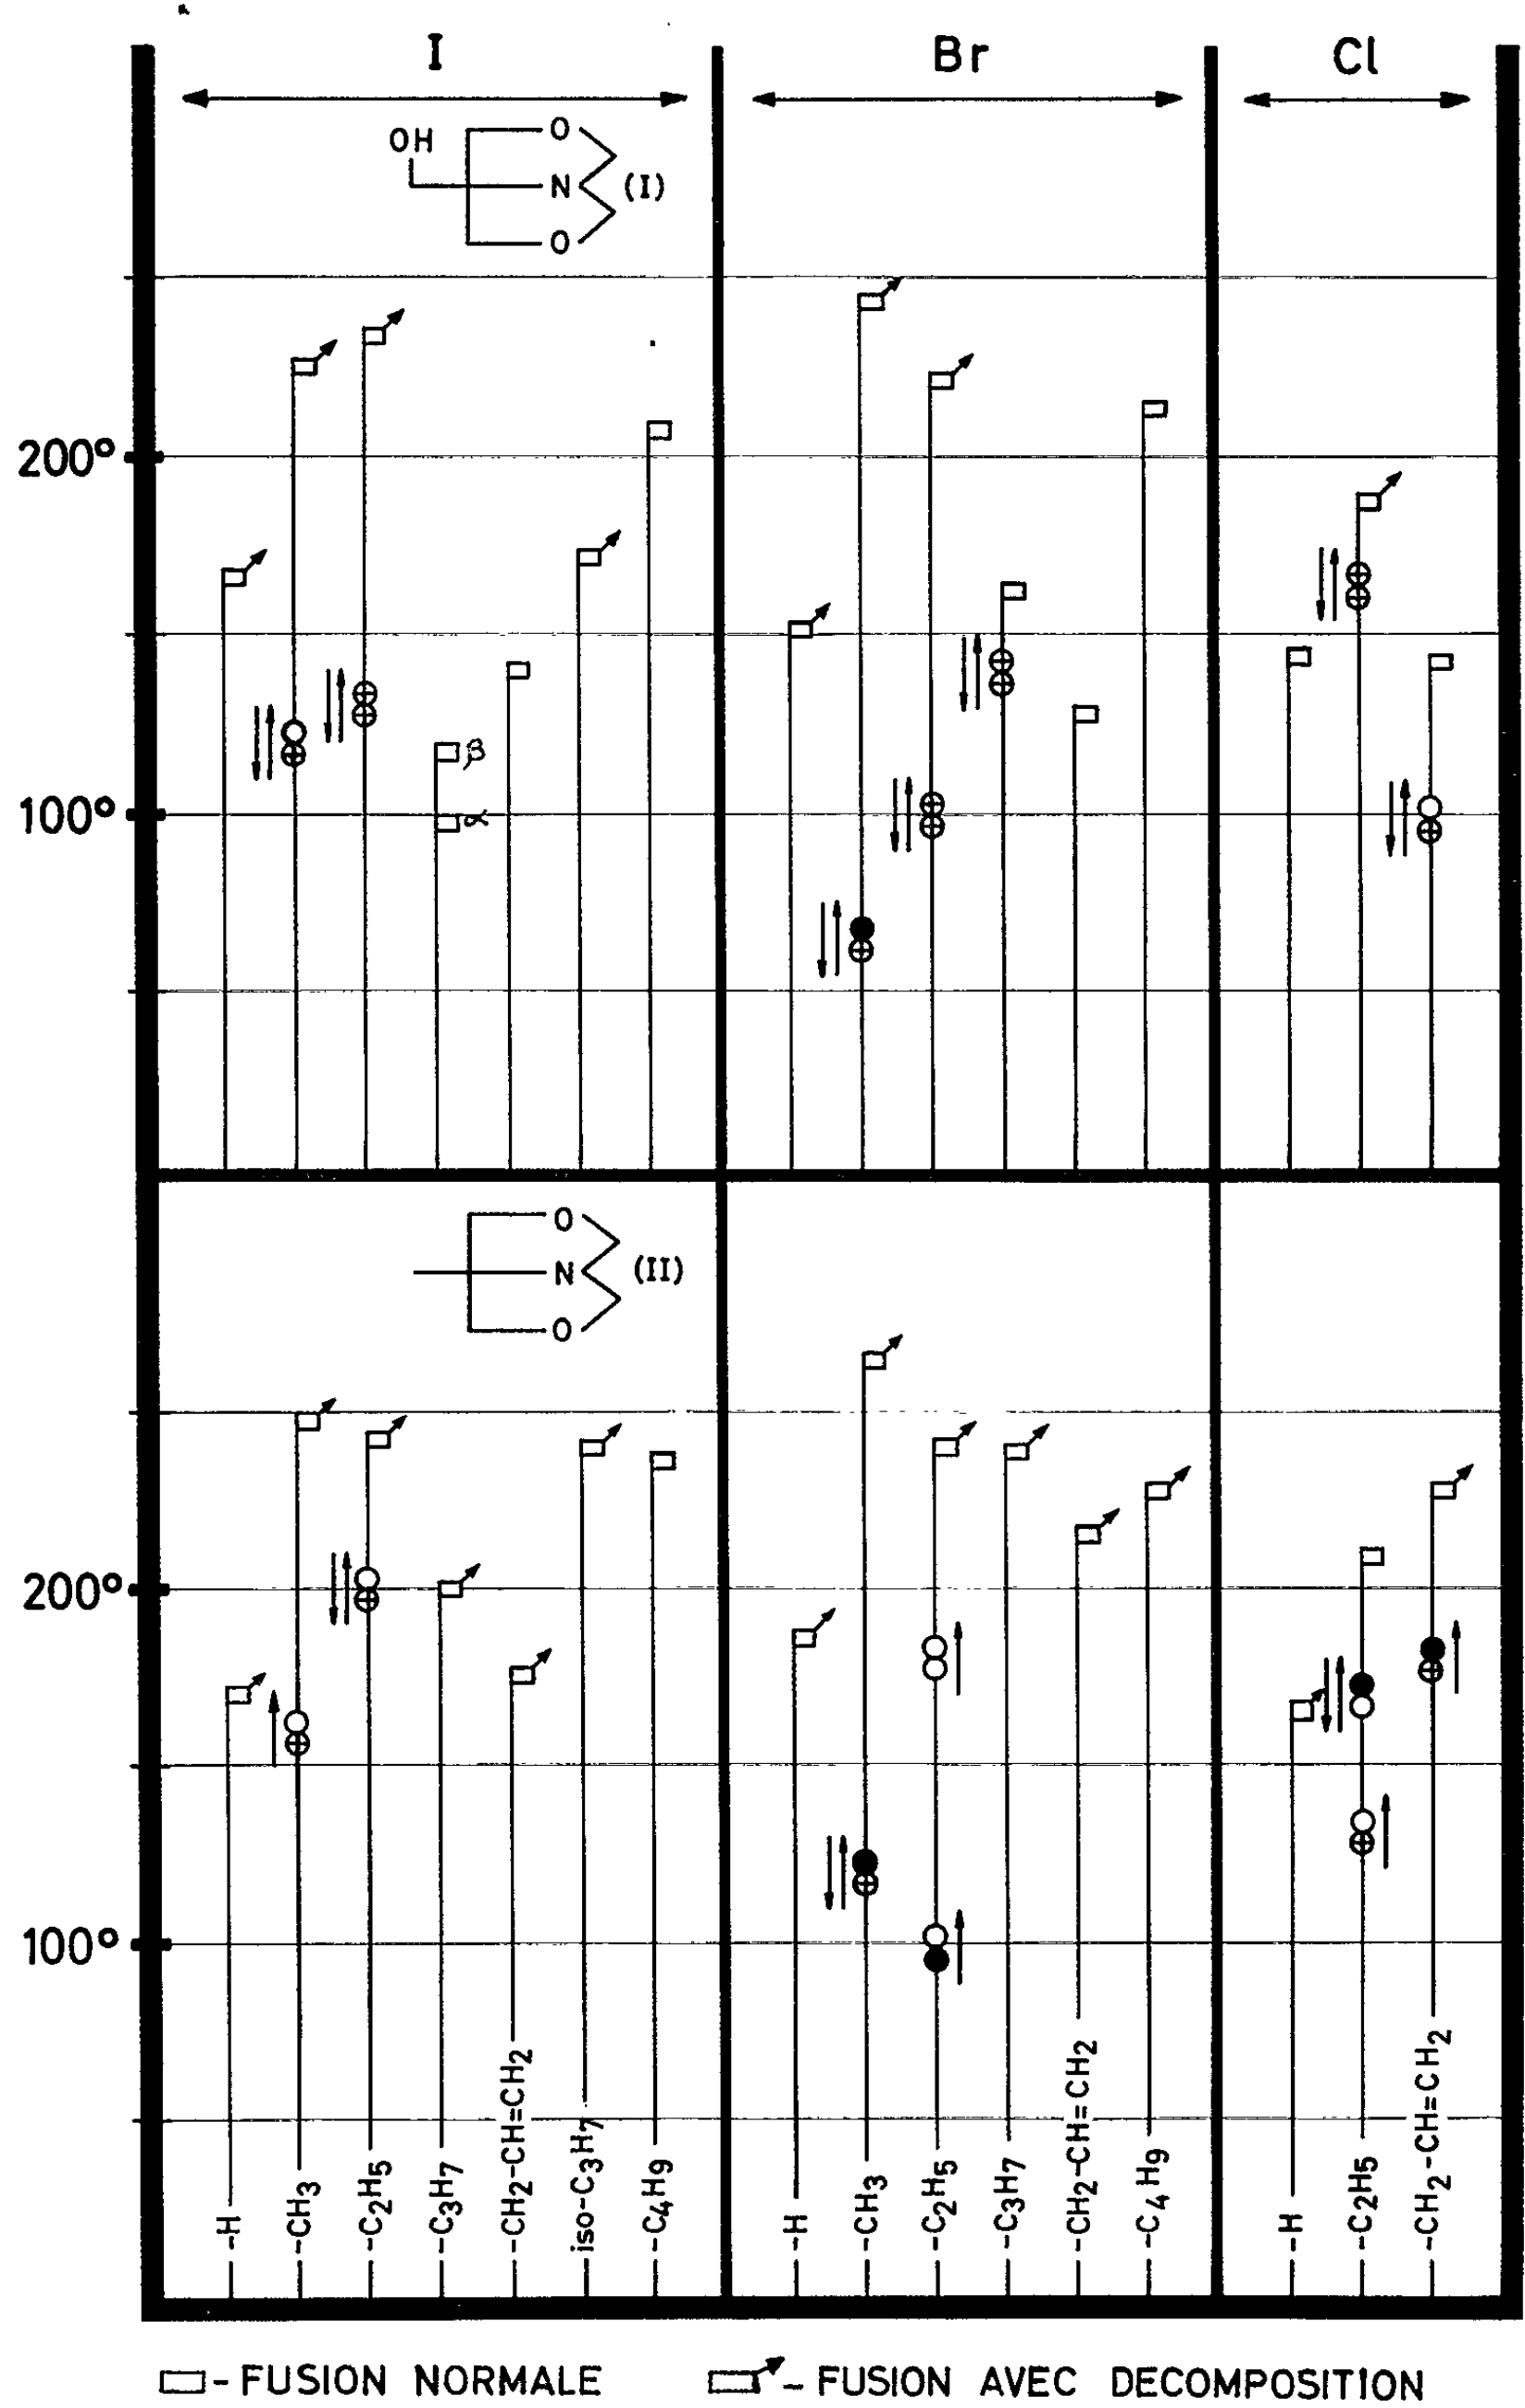 I Br Cl
OH
O
N (I)
O
200°
β
α
100°
O
N (II)
O
200°
100°
-H
-CH3
-C2H5
-C3H7
-CH2-CH=CH2
iso-C3H7
-C4H9
-H
-CH3
-C2H5
-C3H7
-CH2-CH=CH2
-C4H9
-H
-C2H5
-CH2-CH=CH2
- FUSION NORMALE - FUSION AVEC DECOMPOSITION